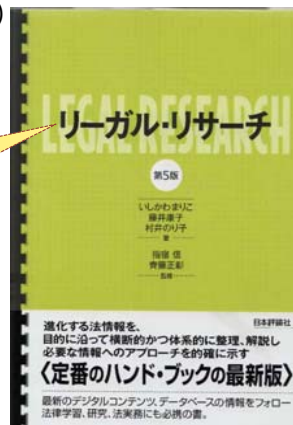 )
LEGAL RESEARCH
リーガル・リサーチ
第5版
いしかわまりこ
藤井康子
村井のり子
著
指宿 信
齊藤正彰
監修
日本評論社
進化する法情報を、
目的に沿って横断的かつ体系的に整理、解説し
必要な情報へのアプローチを的確に示す
〈定番のハンド・ブックの最新版〉
最新のデジタルコンテンツ、データベースの情報をフォロー
法律学習、研究、法実務にも必携の書。